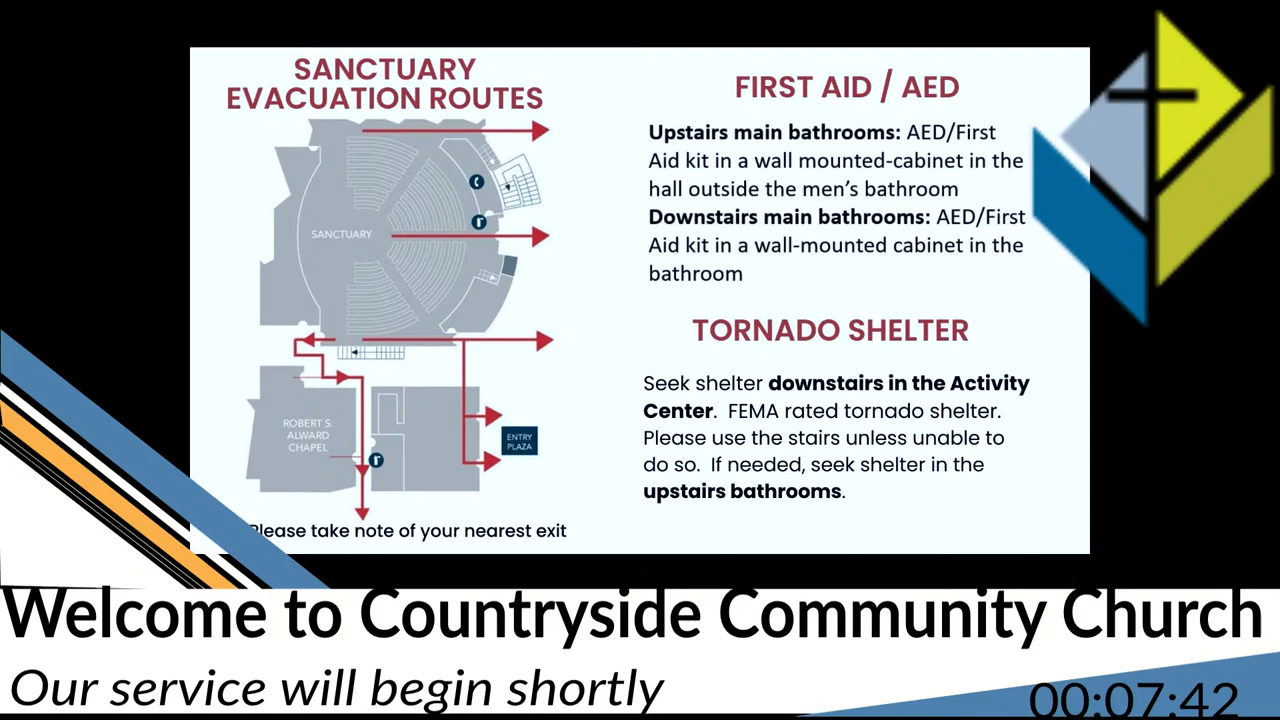 SANCTUARY
EVACUATION ROUTES
SANCTUARY
ROBERT S.
ALWARD
CHAPEL
ENTRY
PLAZA
Please take note of your nearest exit
FIRST AID / AED
Upstairs main bathrooms: AED/First
Aid kit in a wall mounted-cabinet in the
hall outside the men’s bathroom
Downstairs main bathrooms: AED/First
Aid kit in a wall-mounted cabinet in the
bathroom
TORNADO SHELTER
Seek shelter downstairs in the Activity
Center. FEMA rated tornado shelter.
Please use the stairs unless unable to
do so. If needed, seek shelter in the
upstairs bathrooms.
Welcome to Countryside Community Church
Our service will begin shortly
00:07:42